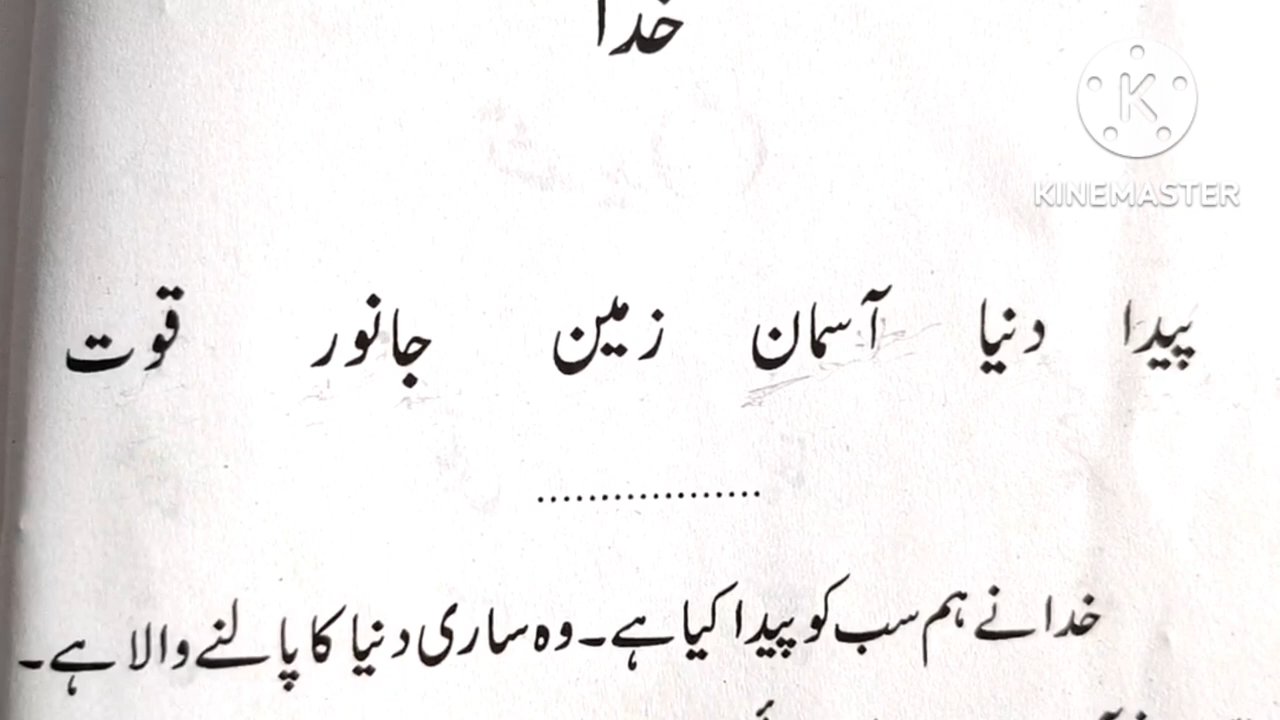 خدا
K
KINEMASTER
پیدا دنیا آسمان زمین جانور قوت
..................
خدا نے ہم سب کو پیدا کیا ہے۔ وہ ساری دنیا کا پالنے والا ہے۔